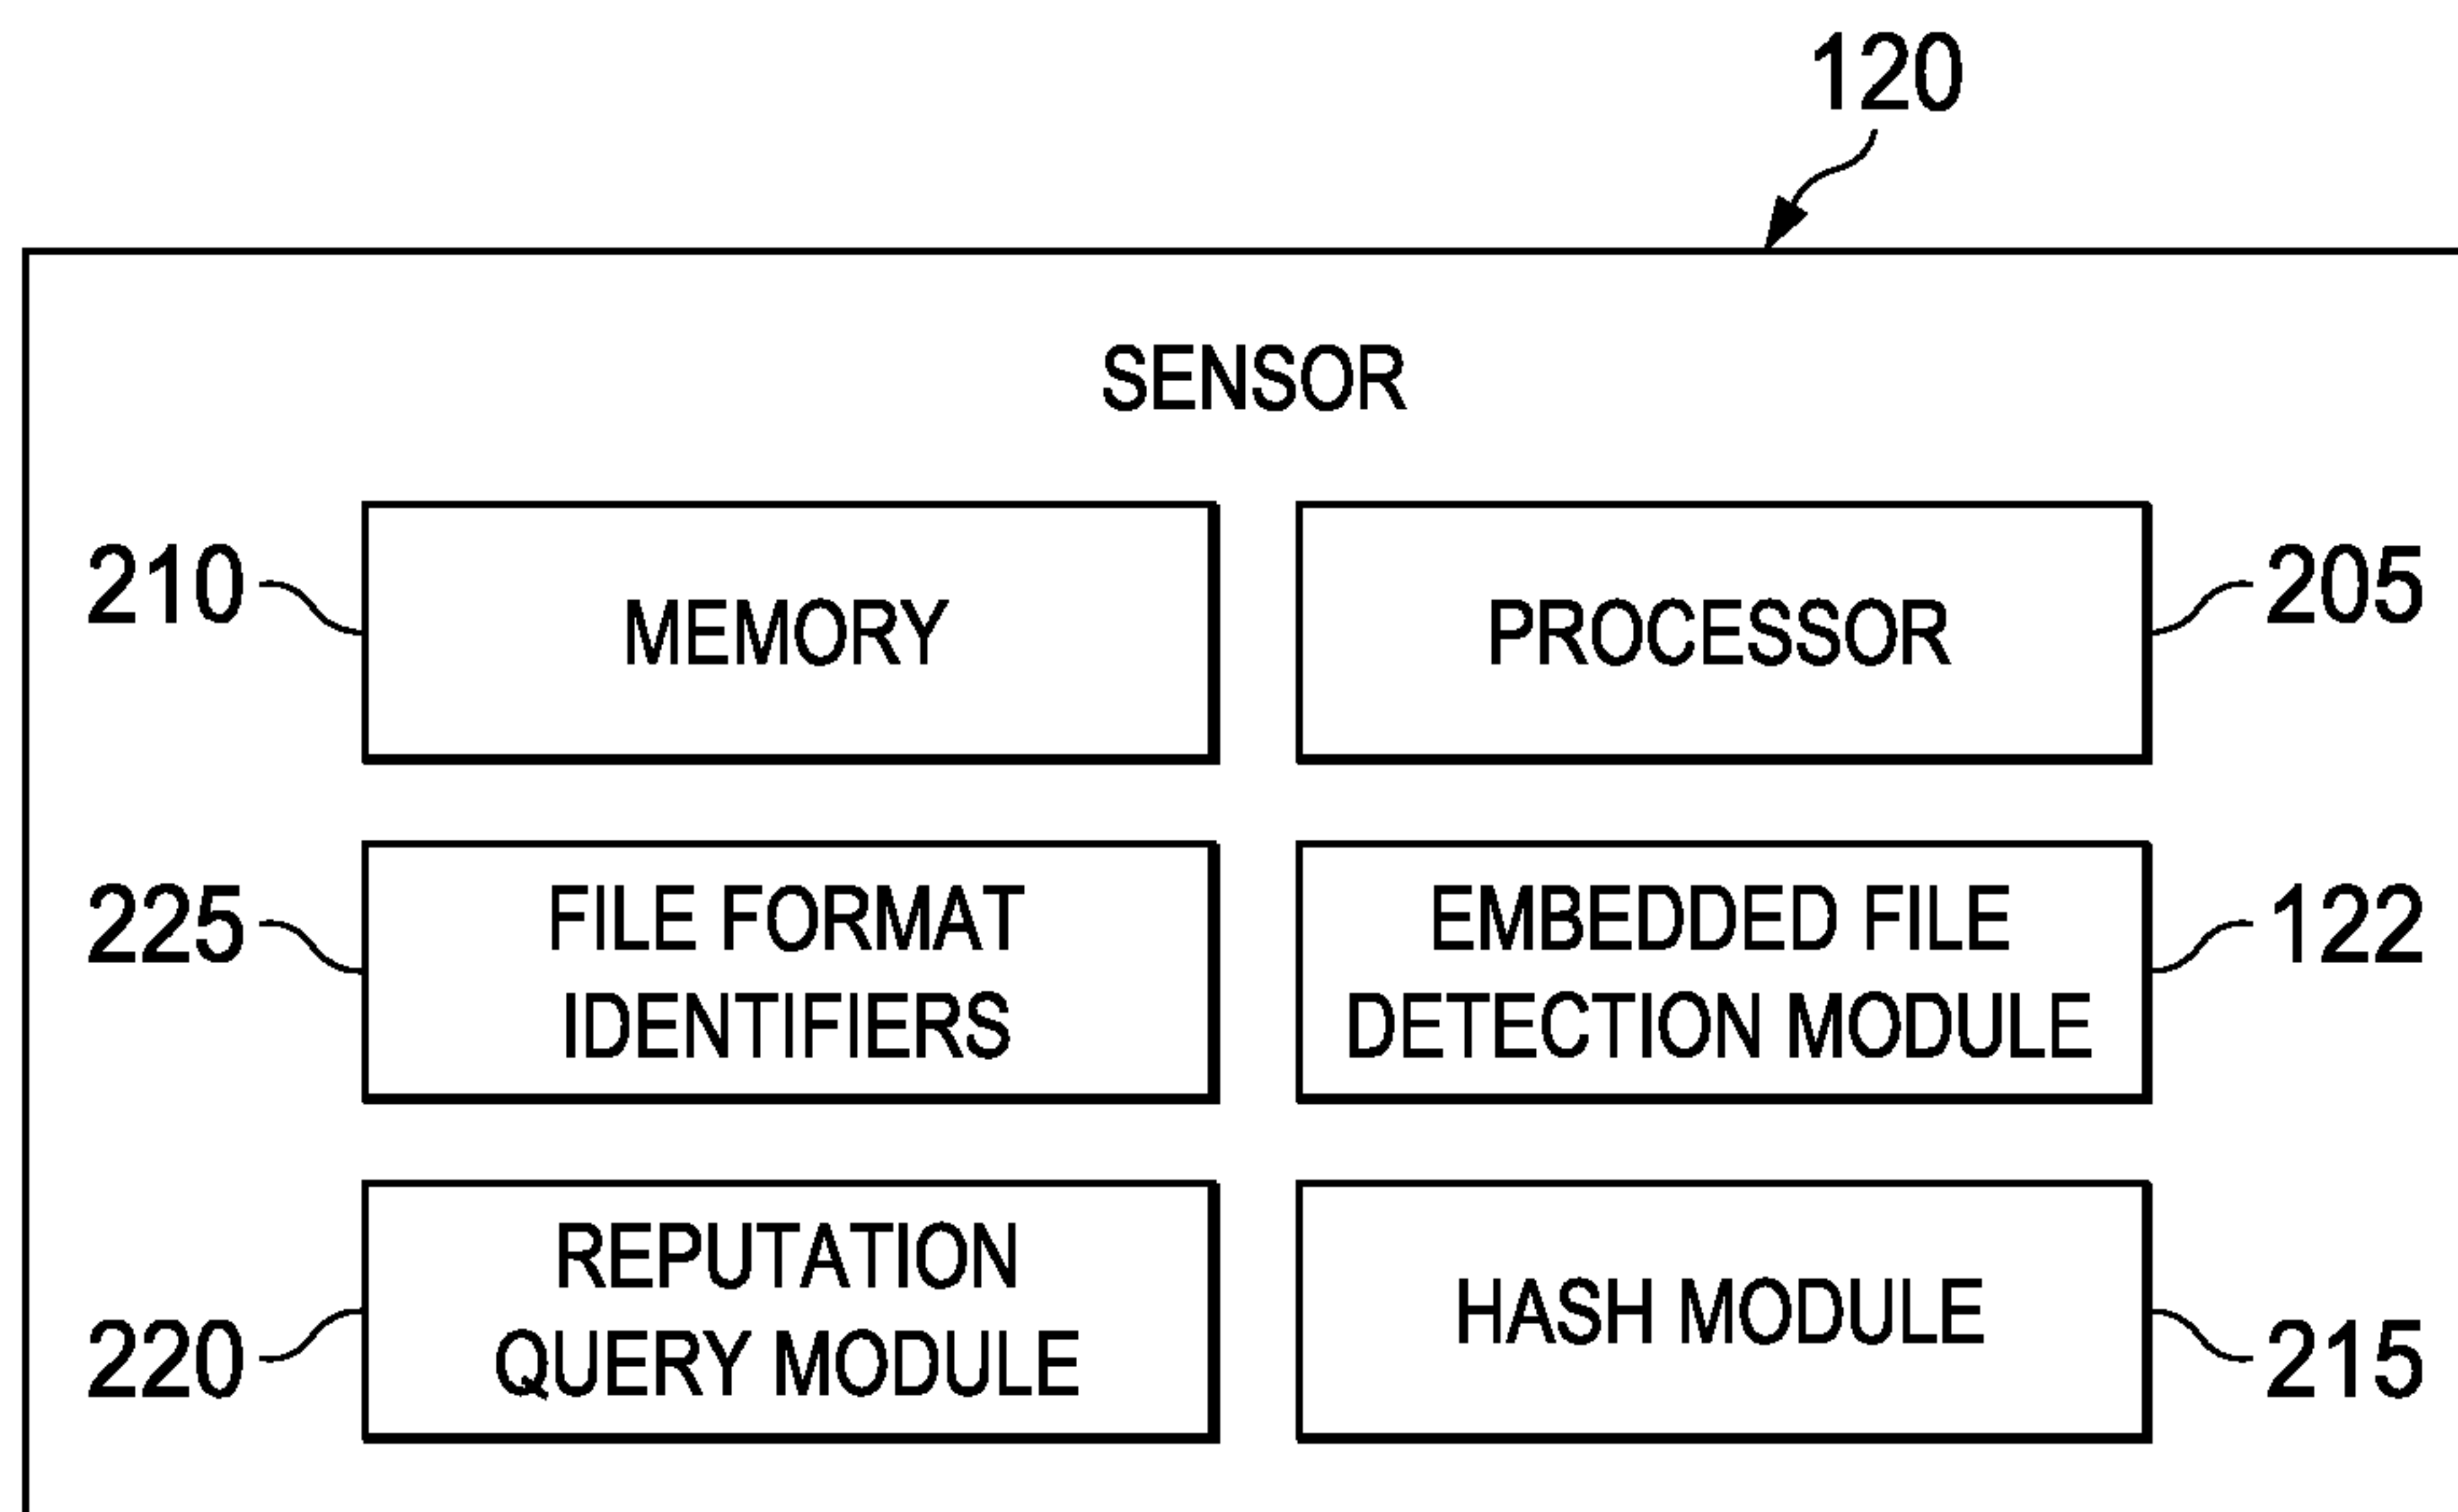 120
SENSOR
210
MEMORY
PROCESSOR
205
225
FILE FORMAT
IDENTIFIERS
EMBEDDED FILE
DETECTION MODULE
122
220
REPUTATION
QUERY MODULE
HASH MODULE
215